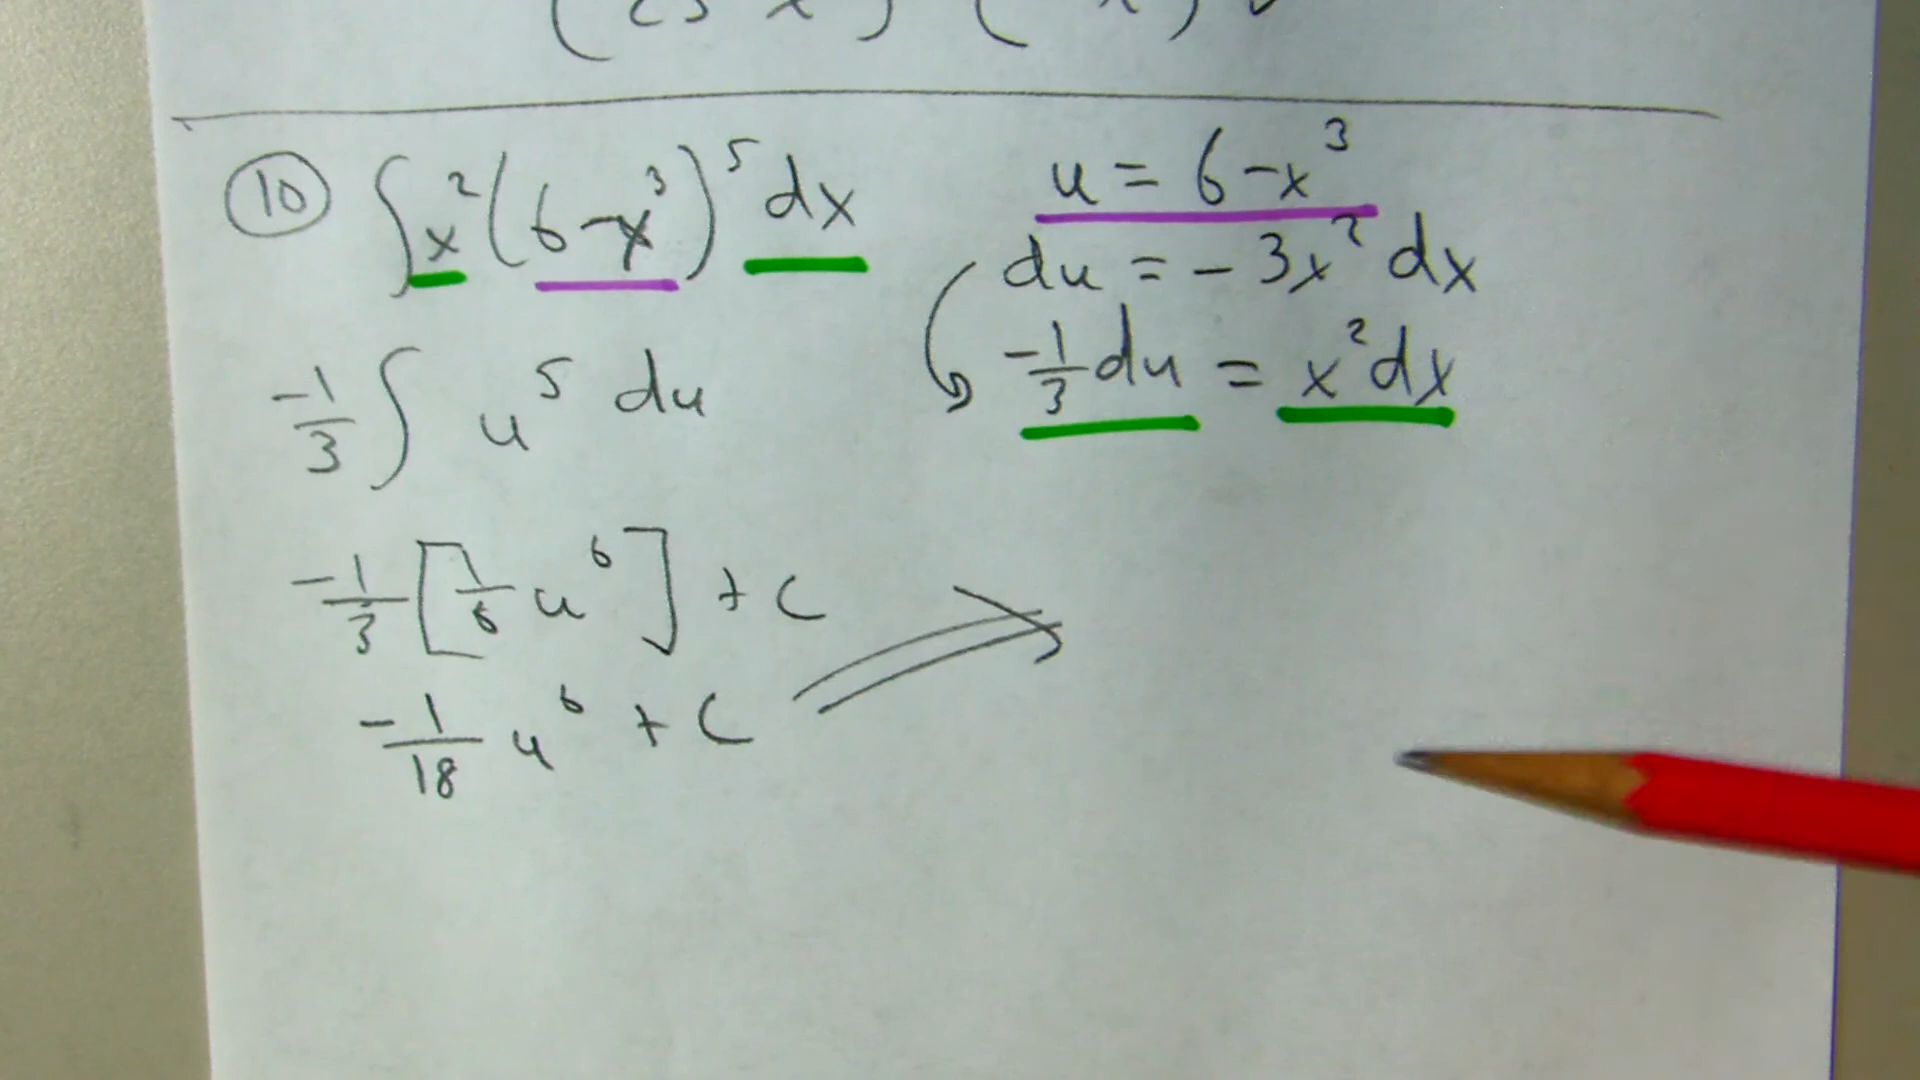 ⑩ ∫x²(6-x³)⁵ dx
u = 6-x³
du = -3x² dx
-1/3 du = x² dx
-1/3 ∫ u⁵ du
-1/3 [1/6 u⁶] + C
-1/18 u⁶ + C